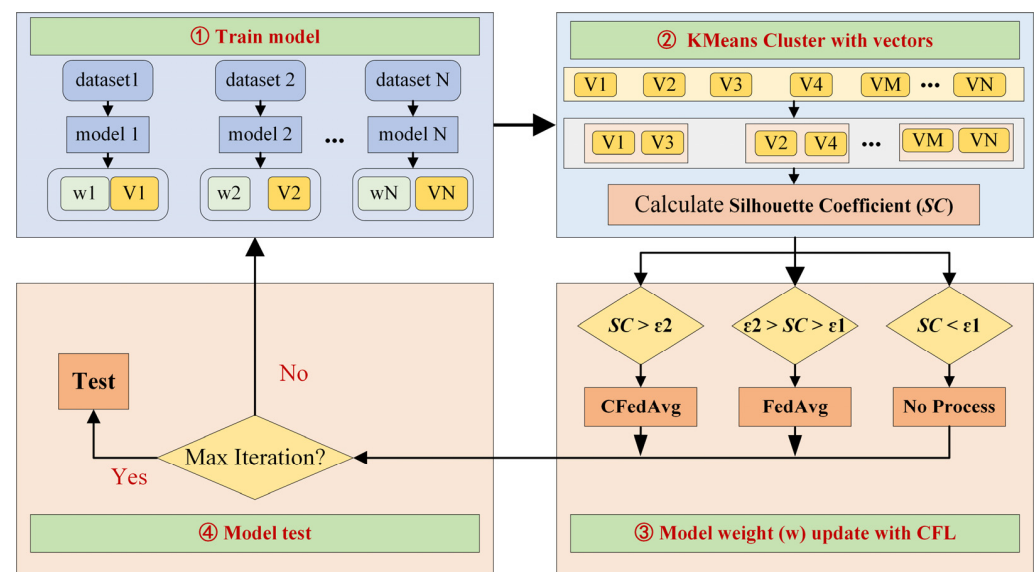 ① Train model
dataset1 dataset 2 dataset N
model 1 model 2 ... model N
w1 V1 w2 V2 wN VN
② KMeans Cluster with vectors
V1 V2 V3 V4 VM ... VN
V1 V3 V2 V4 ... VM VN
Calculate Silhouette Coefficient (SC)
SC > ε2 ε2 > SC > ε1 SC < ε1
CFedAvg FedAvg No Process
③ Model weight (w) update with CFL
No
Test
Max Iteration?
Yes
④ Model test